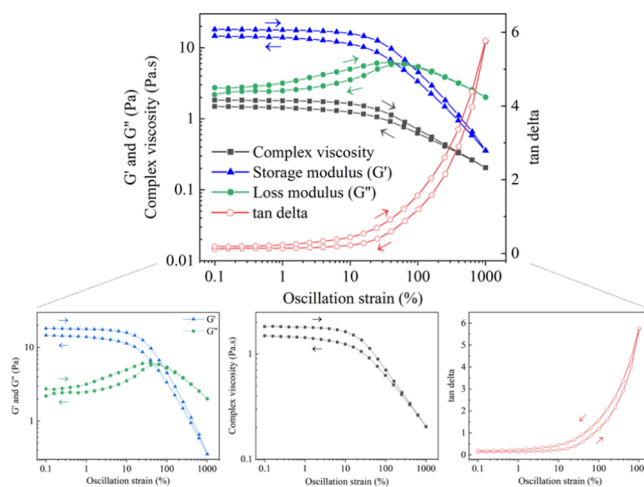 10
1
0.1
0.01
G' and G" (Pa)
Complex viscosity (Pa.s)
6
4
2
0
tan delta
Complex viscosity
Storage modulus (G')
Loss modulus (G")
tan delta
0.1 1 10 100 1000
Oscillation strain (%)
G' and G" (Pa)
10
1
G'
G"
0.1 1 10 100 1000
Oscillation strain (%)
Complex viscosity (Pa.s)
1
0.1
0.1 1 10 100 1000
Oscillation strain (%)
tan delta
6
5
4
3
2
1
0
0.1 1 10 100 1000
Oscillation strain (%)